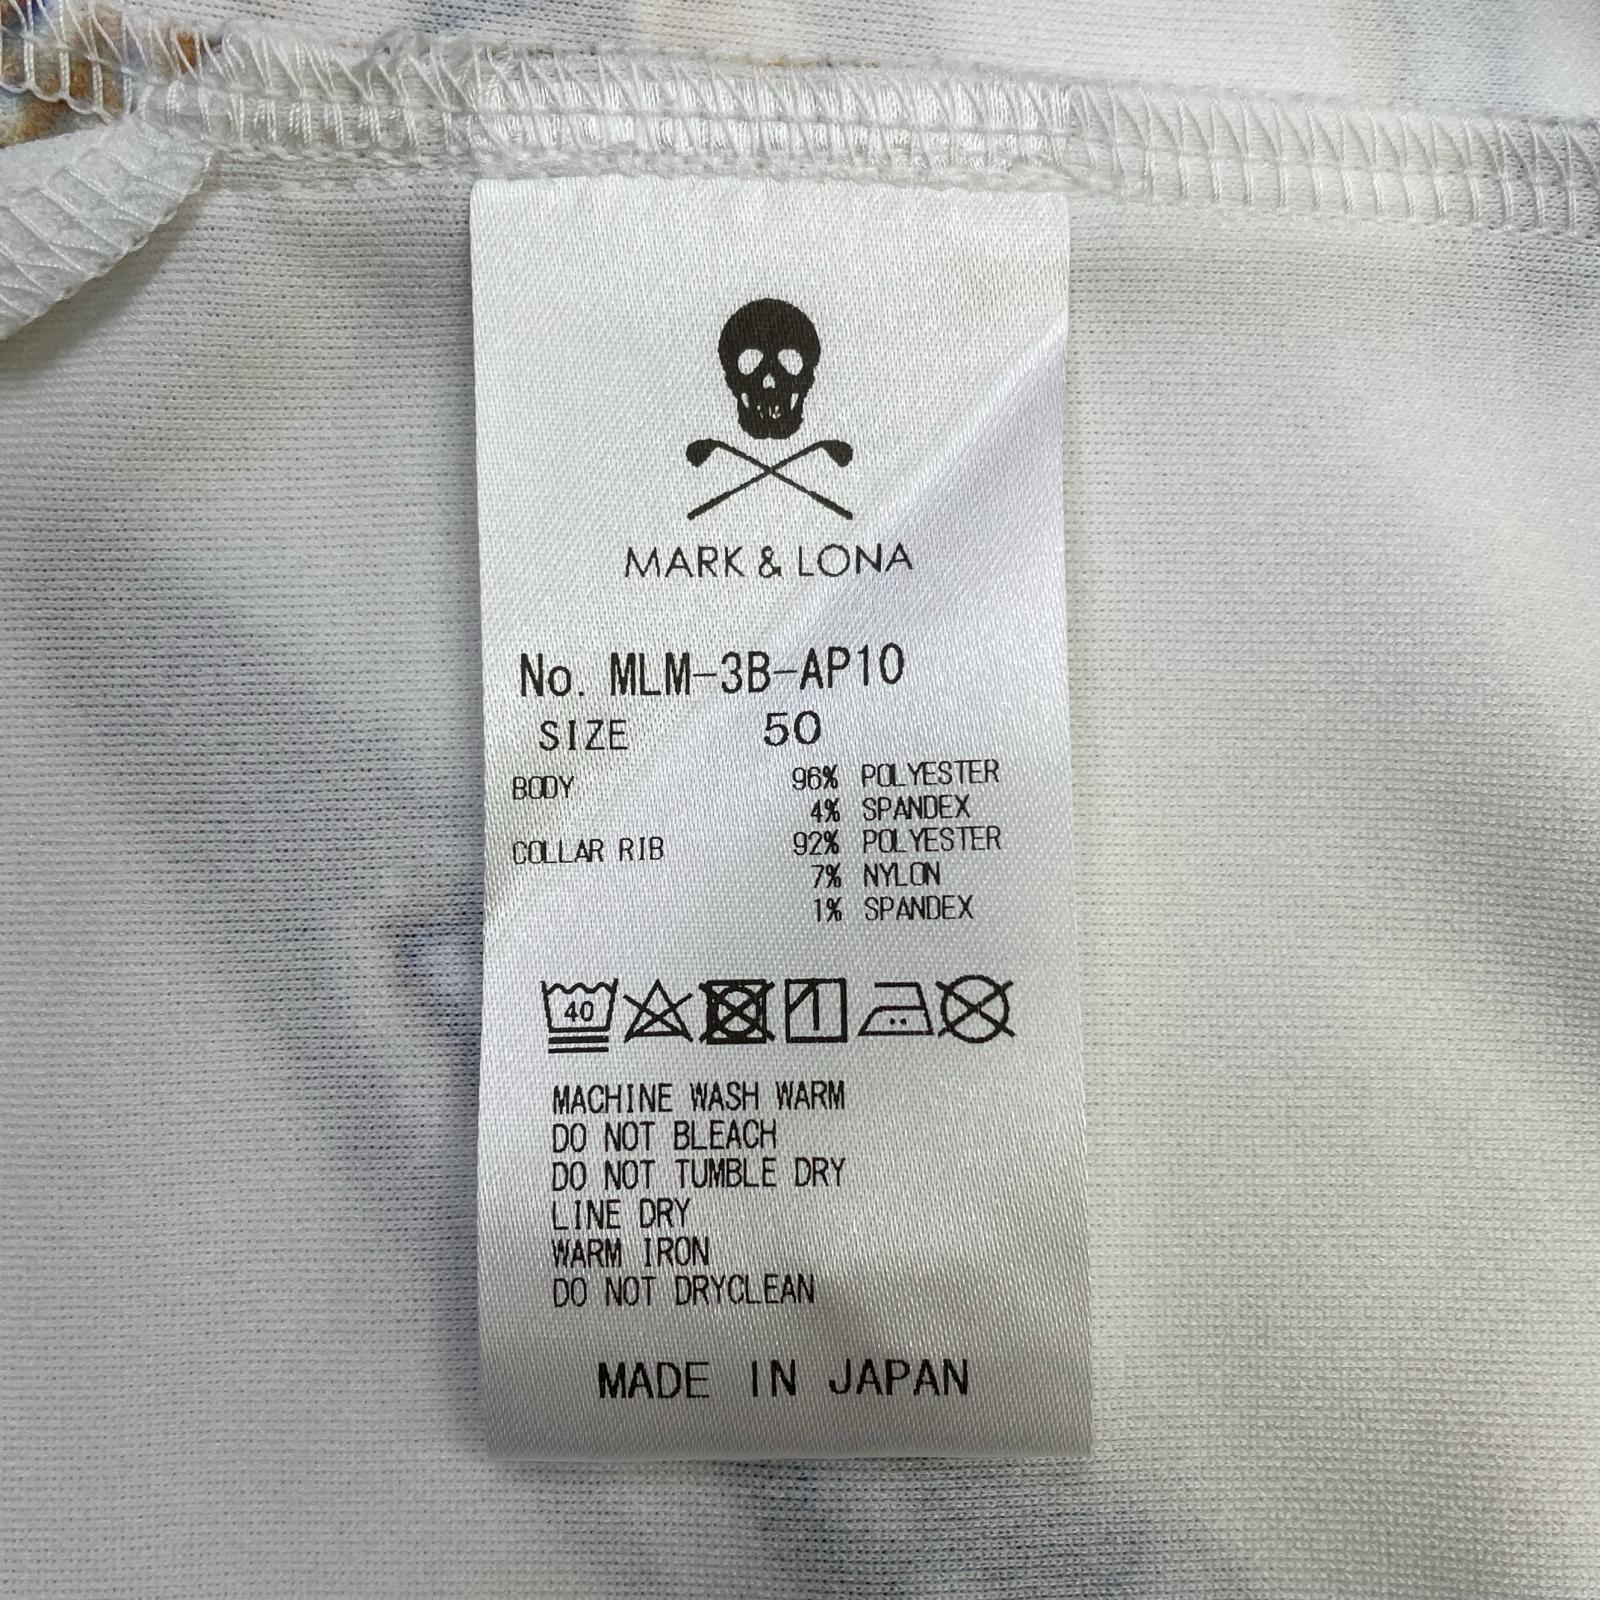 MARK & LONA
No. MLM-3B-AP10
SIZE 50
BODY 96% POLYESTER
4% SPANDEX
COLLAR RIB 92% POLYESTER
7% NYLON
1% SPANDEX
40
MACHINE WASH WARM
DO NOT BLEACH
DO NOT TUMBLE DRY
LINE DRY
WARM IRON
DO NOT DRYCLEAN
MADE IN JAPAN